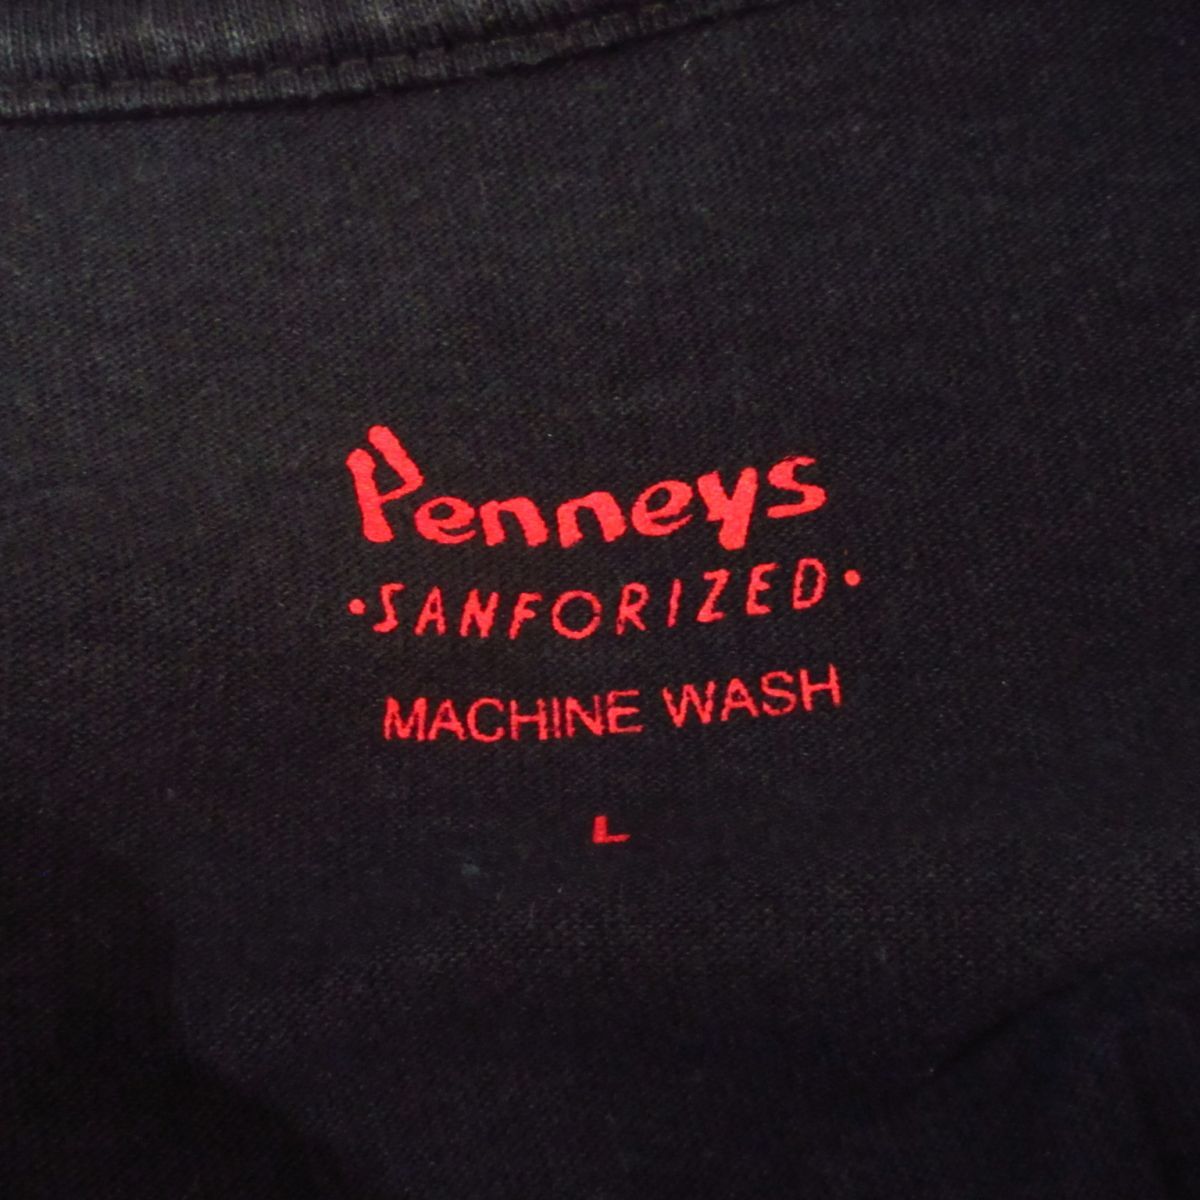 Penneys
•SANFORIZED•
MACHINE WASH
L